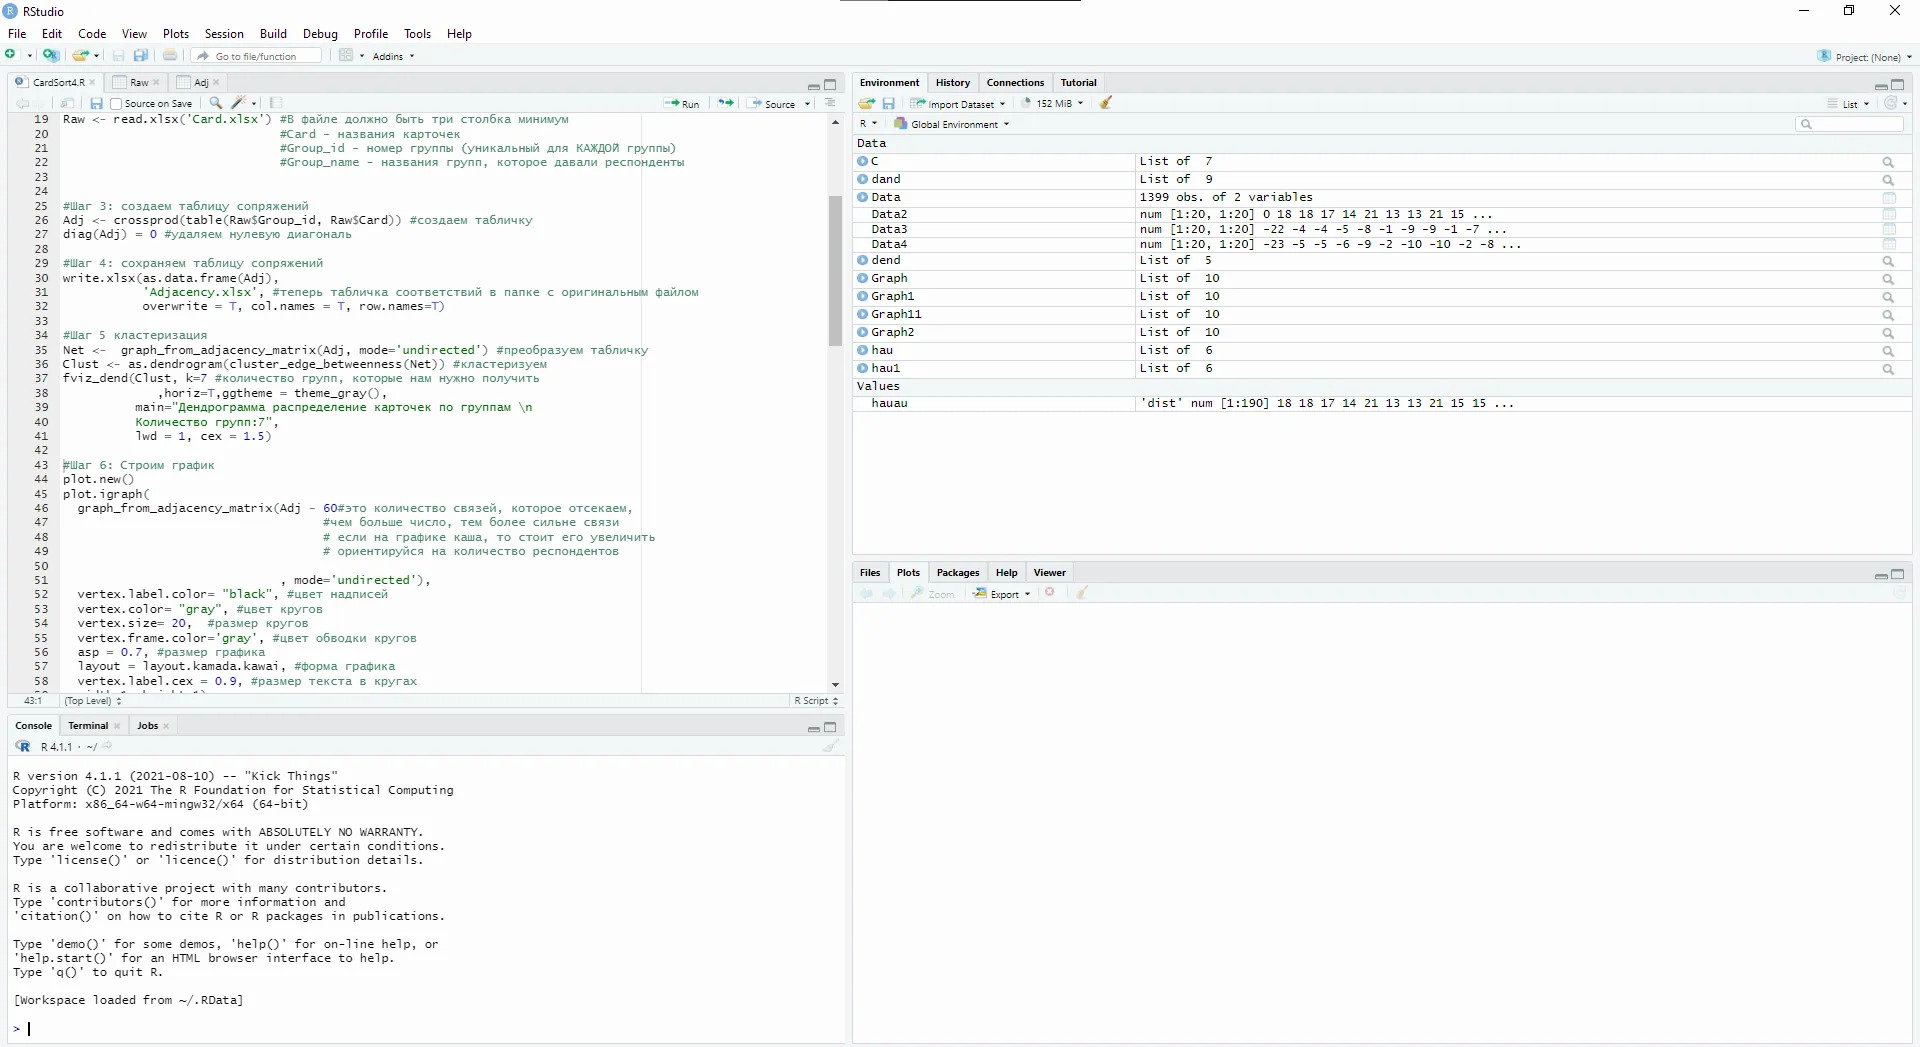 RStudio
File Edit Code View Plots Session Build Debug Profile Tools Help
Go to file/function Addins Project: (None)
CardSort4.R Raw Adj
Source on Save Run Source
19 Raw <- read.xlsx('Card.xlsx') #В файле должно быть три столбка минимум
20 #Card - названия карточек
21 #Group_id - номер группы (уникальный для КАЖДОЙ группы)
22 #Group_name - названия групп, которое давали респонденты
23
24
25 #Шаг 3: создаем таблицу сопряжений
26 Adj <- crossprod(table(Raw$Group_id, Raw$Card)) #создаем табличку
27 diag(Adj) = 0 #удаляем нулевую диагональ
28
29 #Шаг 4: сохраняем таблицу сопряжений
30 write.xlsx(as.data.frame(Adj),
31 'Adjacency.xlsx', #теперь табличка соответствий в папке с оригинальным файлом
32 overwrite = T, col.names = T, row.names=T)
33
34 #Шаг 5 кластеризация
35 Net <- graph_from_adjacency_matrix(Adj, mode='undirected') #преобразуем табличку
36 Clust <- as.dendrogram(cluster_edge_betweenness(Net)) #кластеризуем
37 fviz_dend(Clust, k=7 #количество групп, которые нам нужно получить
38 ,horiz=T,ggtheme = theme_gray(),
39 main="Дендрограмма распределение карточек по группам \n
40 Количество групп:7",
41 lwd = 1, cex = 1.5)
42
43 #Шаг 6: Строим график
44 plot.new()
45 plot.igraph(
46 graph_from_adjacency_matrix(Adj - 60#это количество связей, которое отсекаем,
47 #чем больше число, тем более сильне связи
48 # если на графике каша, то стоит его увеличить
49 # ориентируйся на количество респондентов
50
51 , mode='undirected'),
52 vertex.label.color= "black", #цвет надписей
53 vertex.color= "gray", #цвет кругов
54 vertex.size= 20, #размер кругов
55 vertex.frame.color='gray', #цвет обводки кругов
56 asp = 0.7, #размер графика
57 layout = layout.kamada.kawai, #форма графика
58 vertex.label.cex = 0.9, #размер текста в кругах
43:1 (Top Level) R Script
Console Terminal Jobs
R 4.1.1 · ~/
R version 4.1.1 (2021-08-10) -- "Kick Things"
Copyright (C) 2021 The R Foundation for Statistical Computing
Platform: x86_64-w64-mingw32/x64 (64-bit)
R is free software and comes with ABSOLUTELY NO WARRANTY.
You are welcome to redistribute it under certain conditions.
Type 'license()' or 'licence()' for distribution details.
R is a collaborative project with many contributors.
Type 'contributors()' for more information and
'citation()' on how to cite R or R packages in publications.
Type 'demo()' for some demos, 'help()' for on-line help, or
'help.start()' for an HTML browser interface to help.
Type 'q()' to quit R.
[Workspace loaded from ~/.RData]
>
Environment History Connections Tutorial
Import Dataset 152 MiB List
R Global Environment
Data
C List of 7
dand List of 9
Data 1399 obs. of 2 variables
Data2 num [1:20, 1:20] 0 18 18 17 14 21 13 13 21 15 ...
Data3 num [1:20, 1:20] -22 -4 -4 -5 -8 -1 -9 -9 -1 -7 ...
Data4 num [1:20, 1:20] -23 -5 -5 -6 -9 -2 -10 -10 -2 -8 ...
dend List of 5
Graph List of 10
Graph1 List of 10
Graph11 List of 10
Graph2 List of 10
hau List of 6
hau1 List of 6
Values
hauau 'dist' num [1:190] 18 18 17 14 21 13 13 21 15 15 ...
Files Plots Packages Help Viewer
Zoom Export